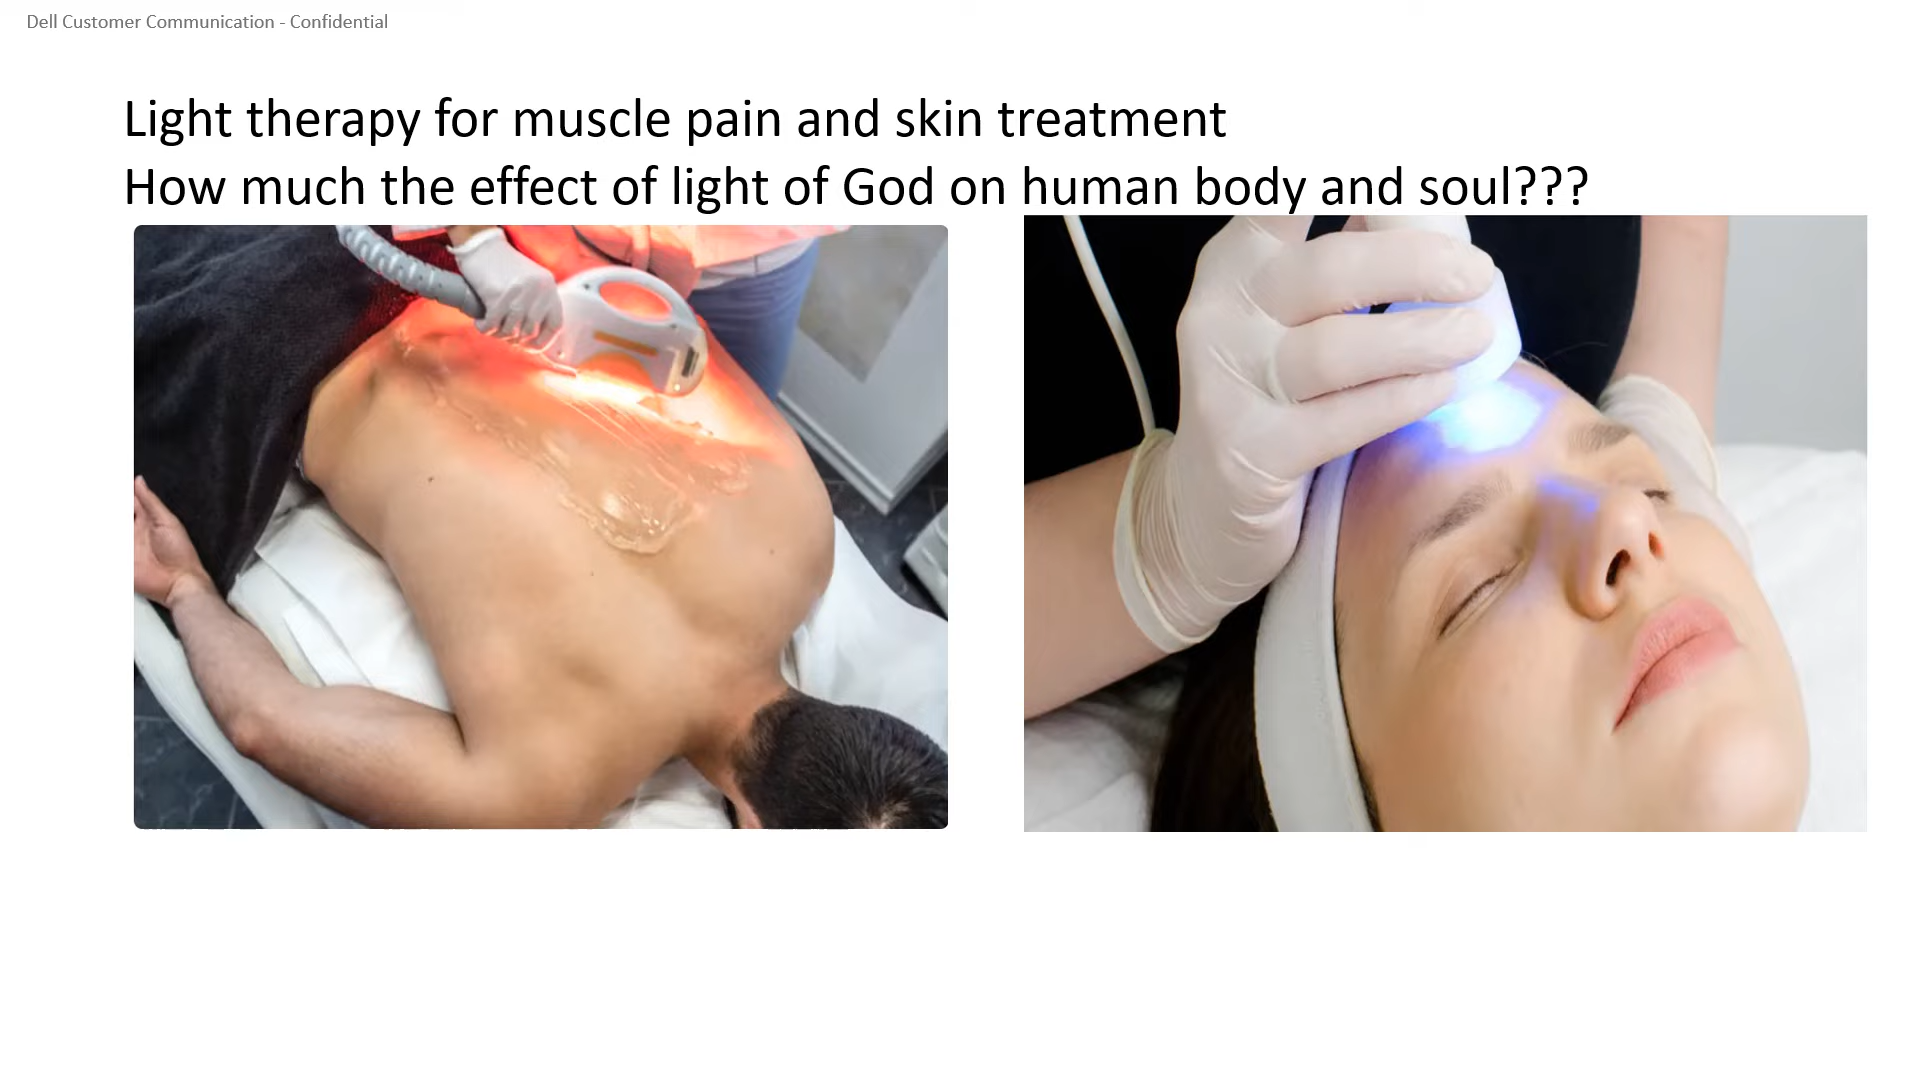 Dell Customer Communication - Confidential
Light therapy for muscle pain and skin treatment
How much the effect of light of God on human body and soul???